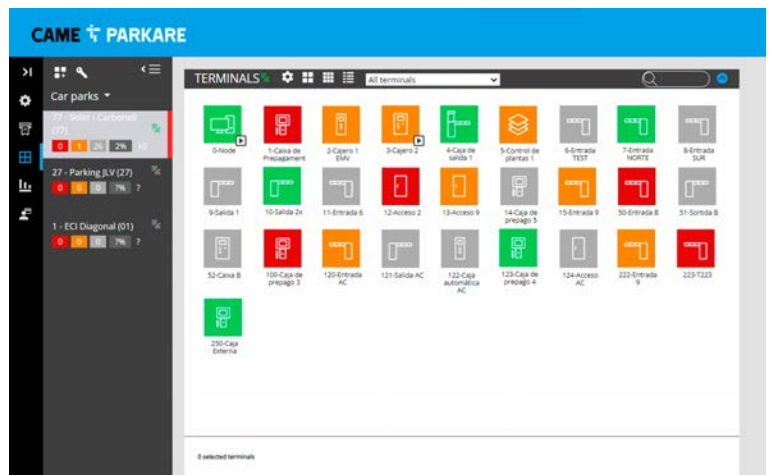 CAME PARKARE
Car parks
77 - Soler i Carbonell
(77)
0 1 26 2% 10
27 - Parking JLV (27)
0 0 0 ?% ?
1 - ECI Diagonal (01)
0 0 0 ?% ?
TERMINALS
All terminals
0-Node
1-Caixa de
Prepagament
2-Cajero 1
EMV
3-Cajero 2
4-Caja de
salida 1
5-Control de
plantas 1
6-Entrada
TEST
7-Entrada
NORTE
8-Entrada
SUR
9-Salida 1
10-Salida 2x
11-Entrada 6
12-Acceso 2
13-Acceso 9
14-Caja de
prepago 5
15-Entrada 9
50-Entrada B
51-Sortida B
52-Caixa B
100-Caja de
prepago 3
120-Entrada
AC
121-Salida AC
122-Caja
automática
AC
123-Caja de
prepago 4
124-Acceso
AC
222-Entrada
9
223-T223
250-Caja
Externa
0 selected terminals